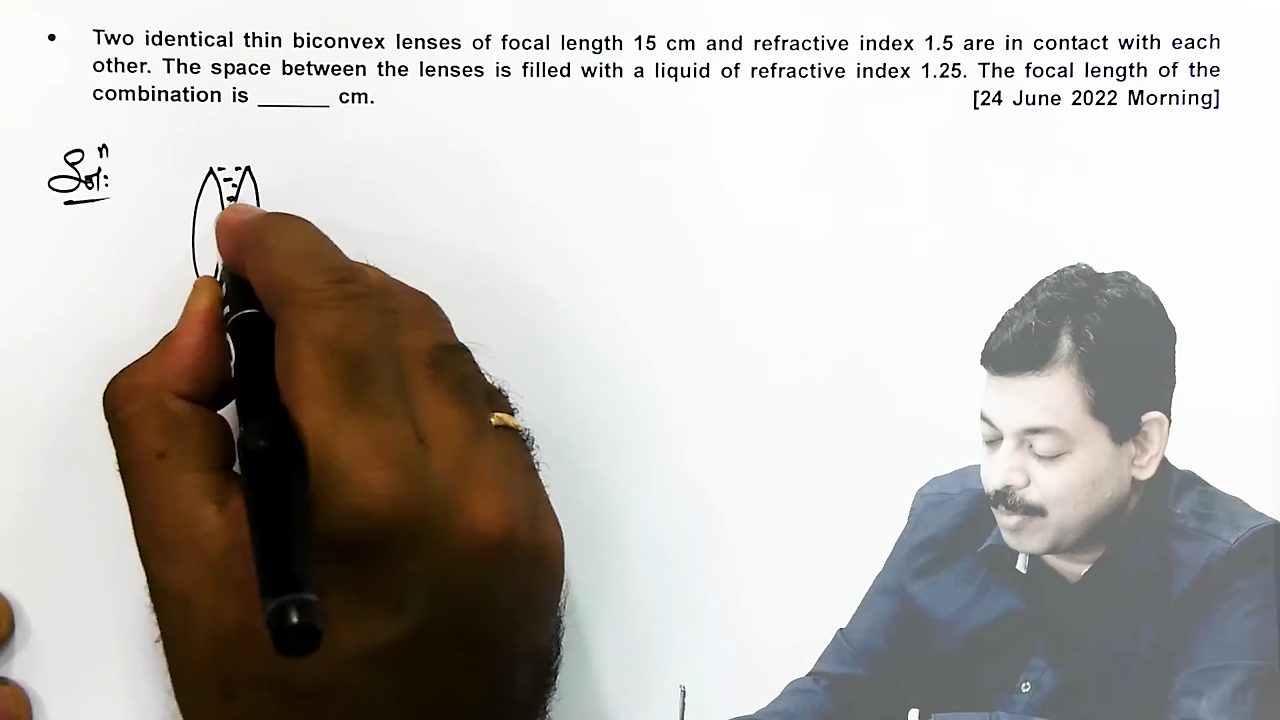 • Two identical thin biconvex lenses of focal length 15 cm and refractive index 1.5 are in contact with each
other. The space between the lenses is filled with a liquid of refractive index 1.25. The focal length of the
combination is ______ cm. [24 June 2022 Morning]
Solⁿ: